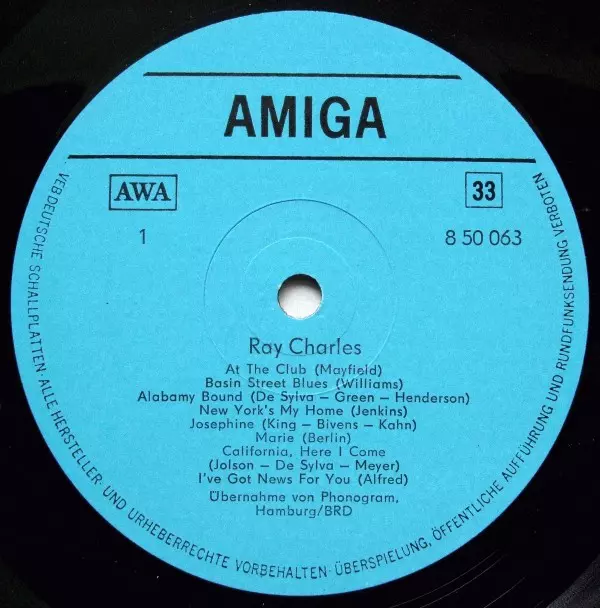 AMIGA
AWA
33
1
8 50 063
Ray Charles
At The Club (Mayfield)
Basin Street Blues (Williams)
Alabamy Bound (De Sylva – Green – Henderson)
New York's My Home (Jenkins)
Josephine (King – Bivens – Kahn)
Marie (Berlin)
California, Here I Come
(Jolson – De Sylva – Meyer)
I've Got News For You (Alfred)
Übernahme von Phonogram,
Hamburg/BRD
VEB DEUTSCHE SCHALLPLATTEN · ALLE HERSTELLER- UND URHEBERRECHTE VORBEHALTEN · ÜBERSPIELUNG, ÖFFENTLICHE AUFFÜHRUNG UND RUNDFUNKSENDUNG VERBOTEN